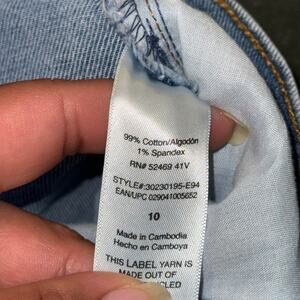 99% Cotton/Algodón
1% Spandex
RN# 52469 41V
STYLE#:30230195-E94
EAN/UPC 029041005652
10
Made in Cambodia
Hecho en Camboya
THIS LABEL YARN IS
MADE OUT OF